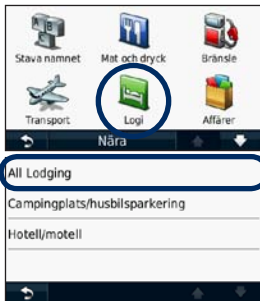 Stava namnet Mat och dryck Bränsle
Transport Logi Affärer
Nära
All Lodging
Campingplats/husbilsparkering
Hotell/motell